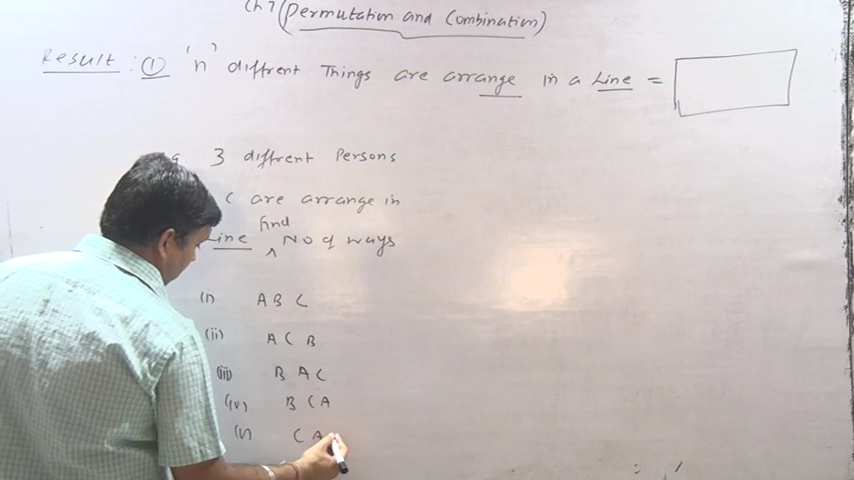 Ch 7 (Permutation and Combination)
Result : ① 'n' diffrent Things are arrange in a Line =
3 diffrent Persons
C are arrange in
Line find No of ways
(i) A B C
(ii) A C B
(iii) B A C
(iv) B C A
(v) C A